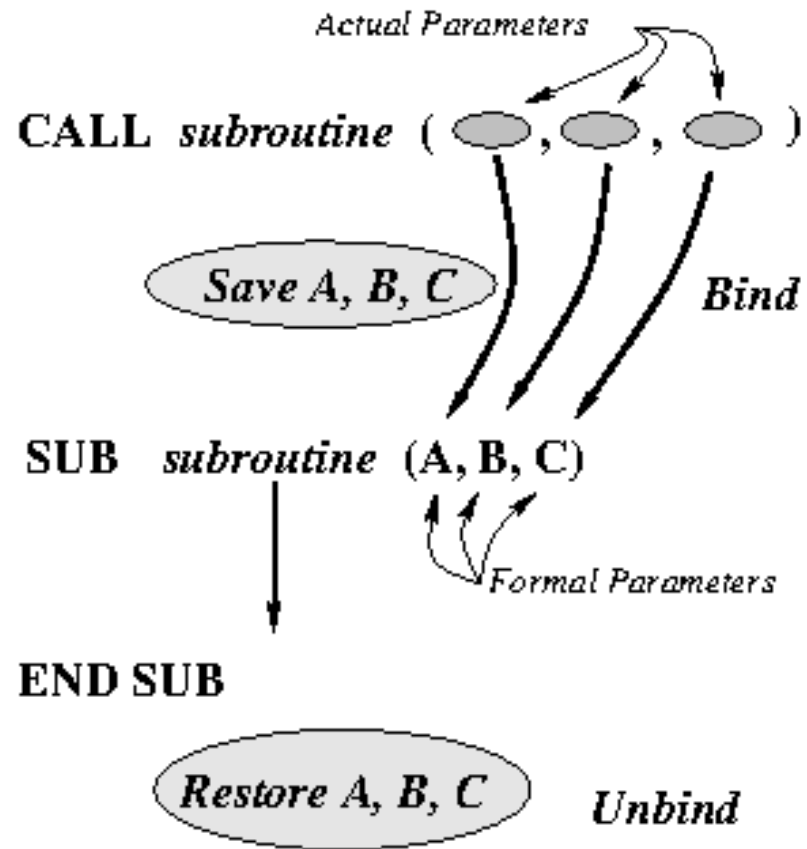 Actual Parameters
CALL subroutine ( , , )
Save A, B, C
Bind
SUB subroutine (A, B, C)
Formal Parameters
END SUB
Restore A, B, C
Unbind